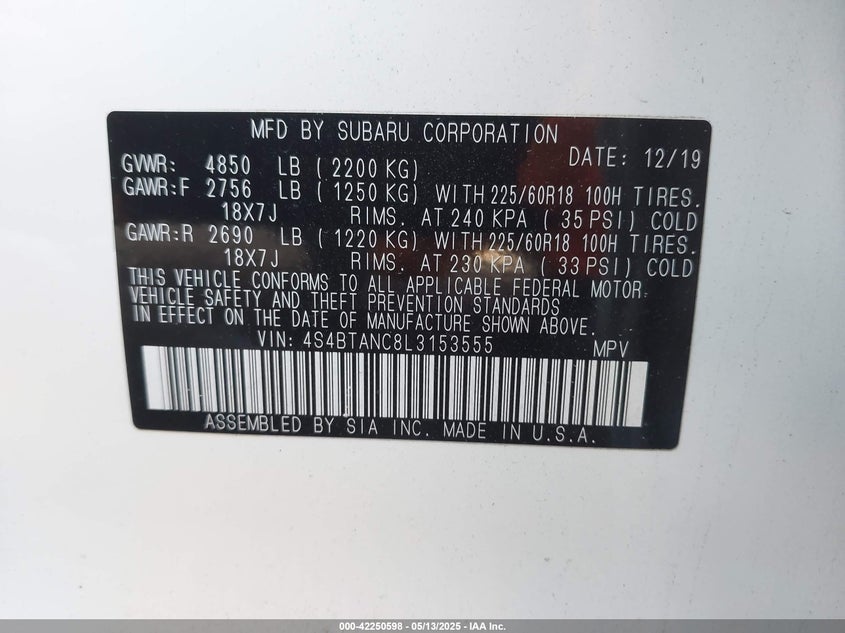 MFD BY SUBARU CORPORATION
DATE: 12/19
GVWR: 4850 LB (2200 KG)
GAWR:F 2756 LB (1250 KG) WITH 225/60R18 100H TIRES.
18X7J RIMS. AT 240 KPA (35 PSI) COLD
GAWR:R 2690 LB (1220 KG) WITH 225/60R18 100H TIRES.
18X7J RIMS. AT 230 KPA 33 PSI) COLD
THIS VEHICLE CONFORMS TO ALL APPLICABLE FEDERAL MOTOR
VEHICLE SAFETY AND THEFT PREVENTION STANDARDS
IN EFFECT ON THE DATE OF MANUFACTURE SHOWN ABOVE.
VIN: 4S4BTANC8L3153555 MPV
ASSEMBLED BY SIA INC. MADE IN U.S.A.
000-42250598 - 05/13/2025 - IAA Inc.